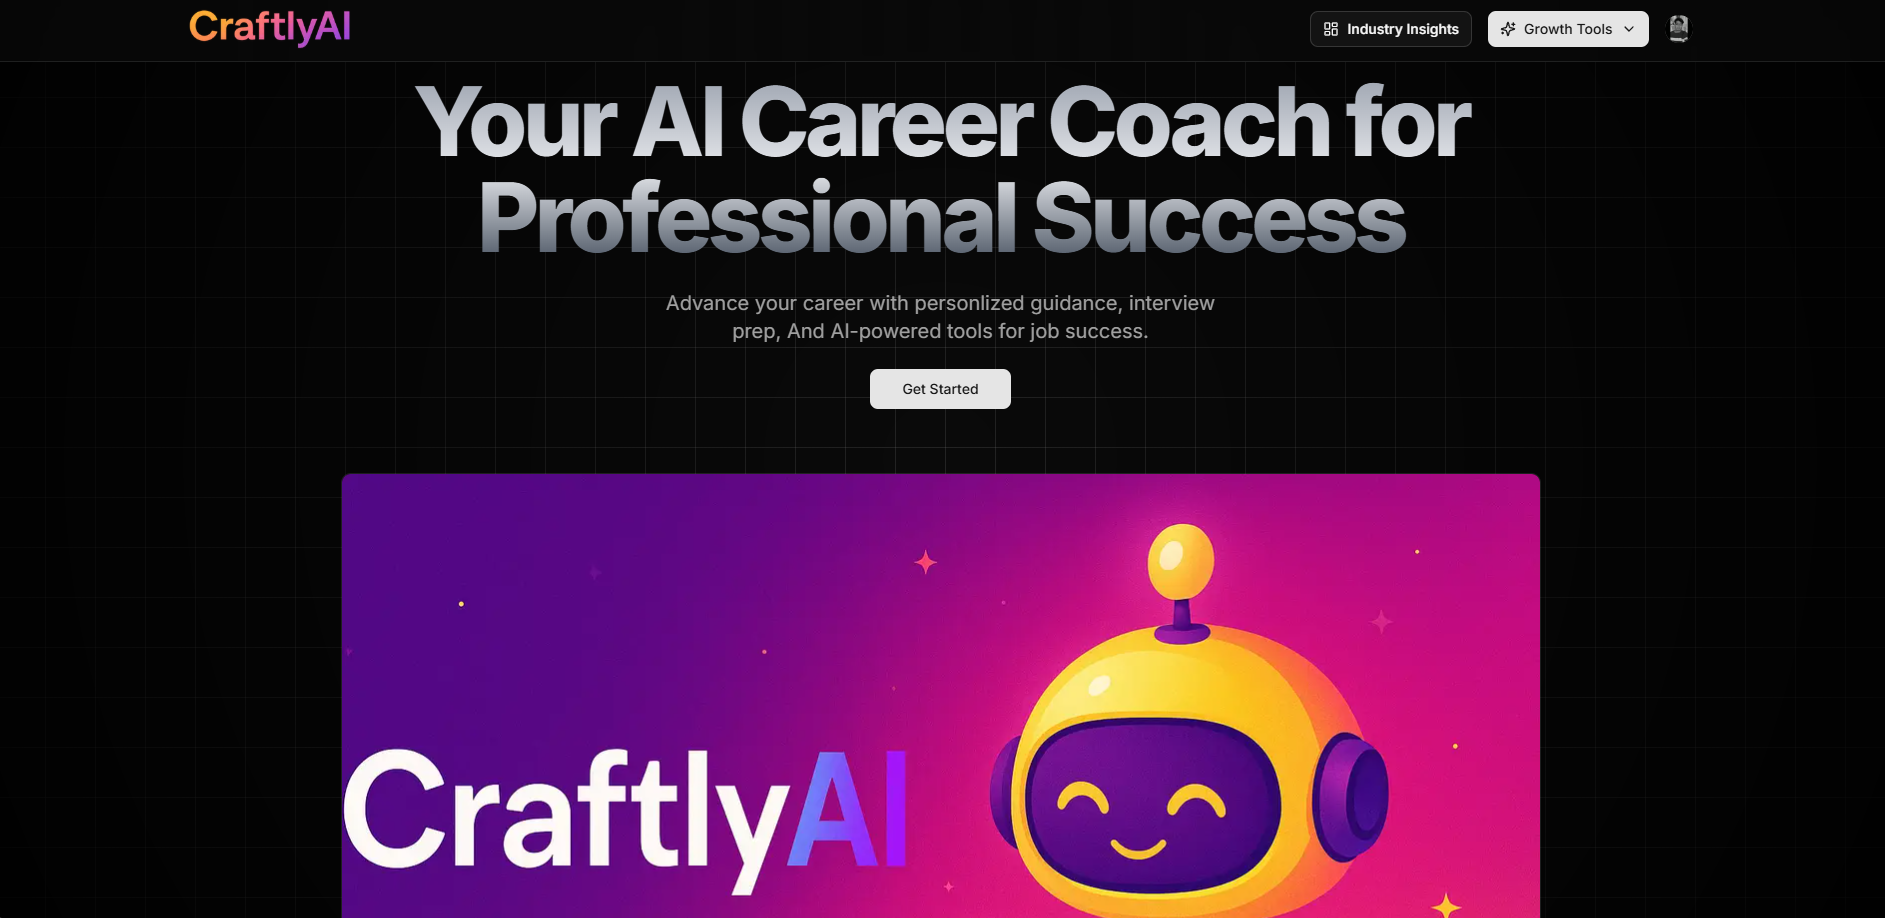 CraftlyAI
Industry Insights
Growth Tools
Your AI Career Coach for
Professional Success
Advance your career with personlized guidance, interview
prep, And AI-powered tools for job success.
Get Started
CraftlyAI